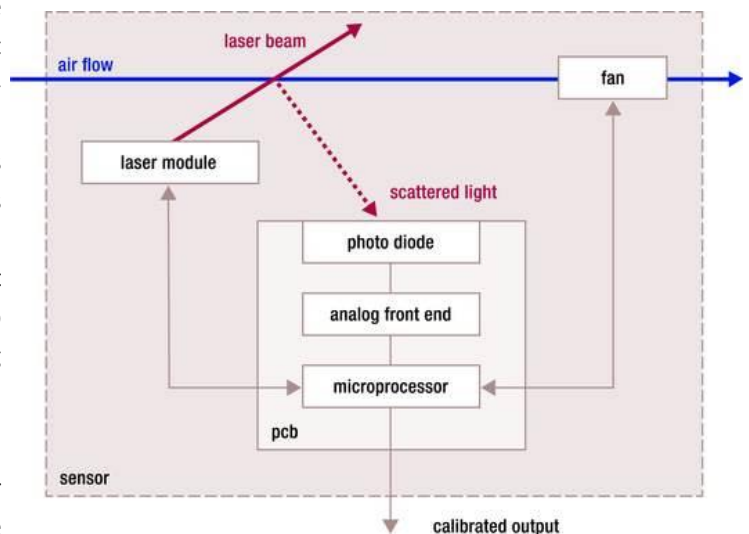 laser beam
air flow
fan
laser module
scattered light
photo diode
analog front end
microprocessor
pcb
sensor
calibrated output